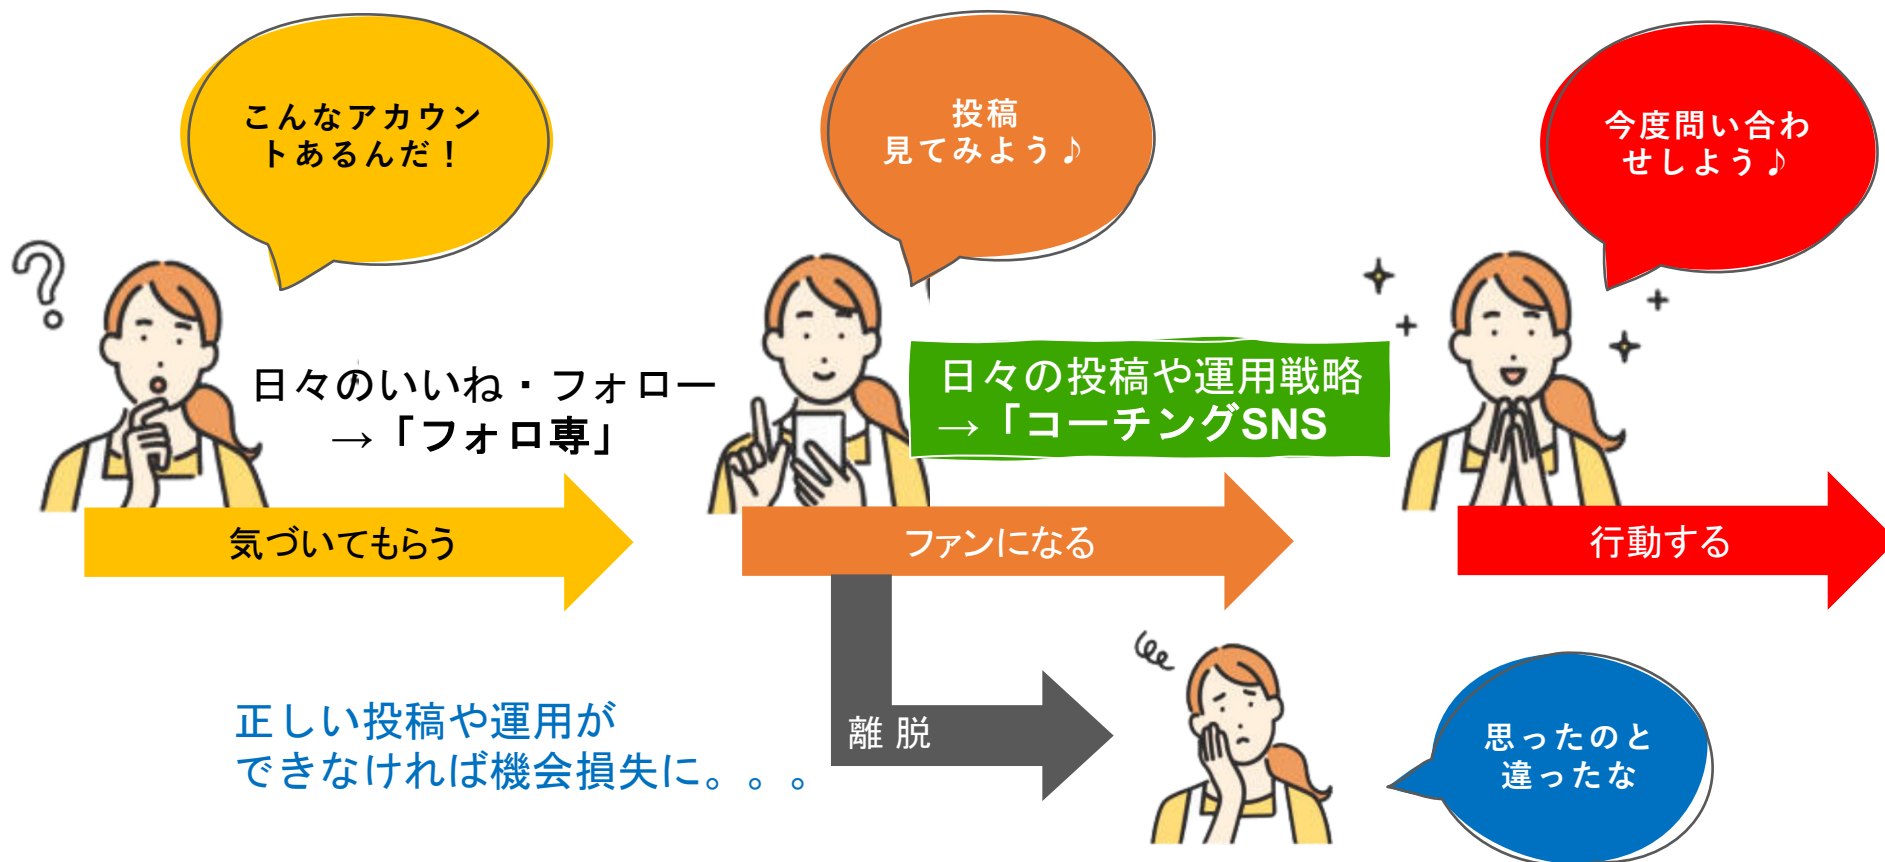 こんなアカウン
トあるんだ！
投稿
見てみよう♪
今度問い合わ
せしよう♪
日々のいいね・フォロー
→「フォロ専」
日々の投稿や運用戦略
→「コーチングSNS
気づいてもらう
ファンになる
行動する
離 脱
正しい投稿や運用が
できなければ機会損失に。。。
思ったのと
違ったな